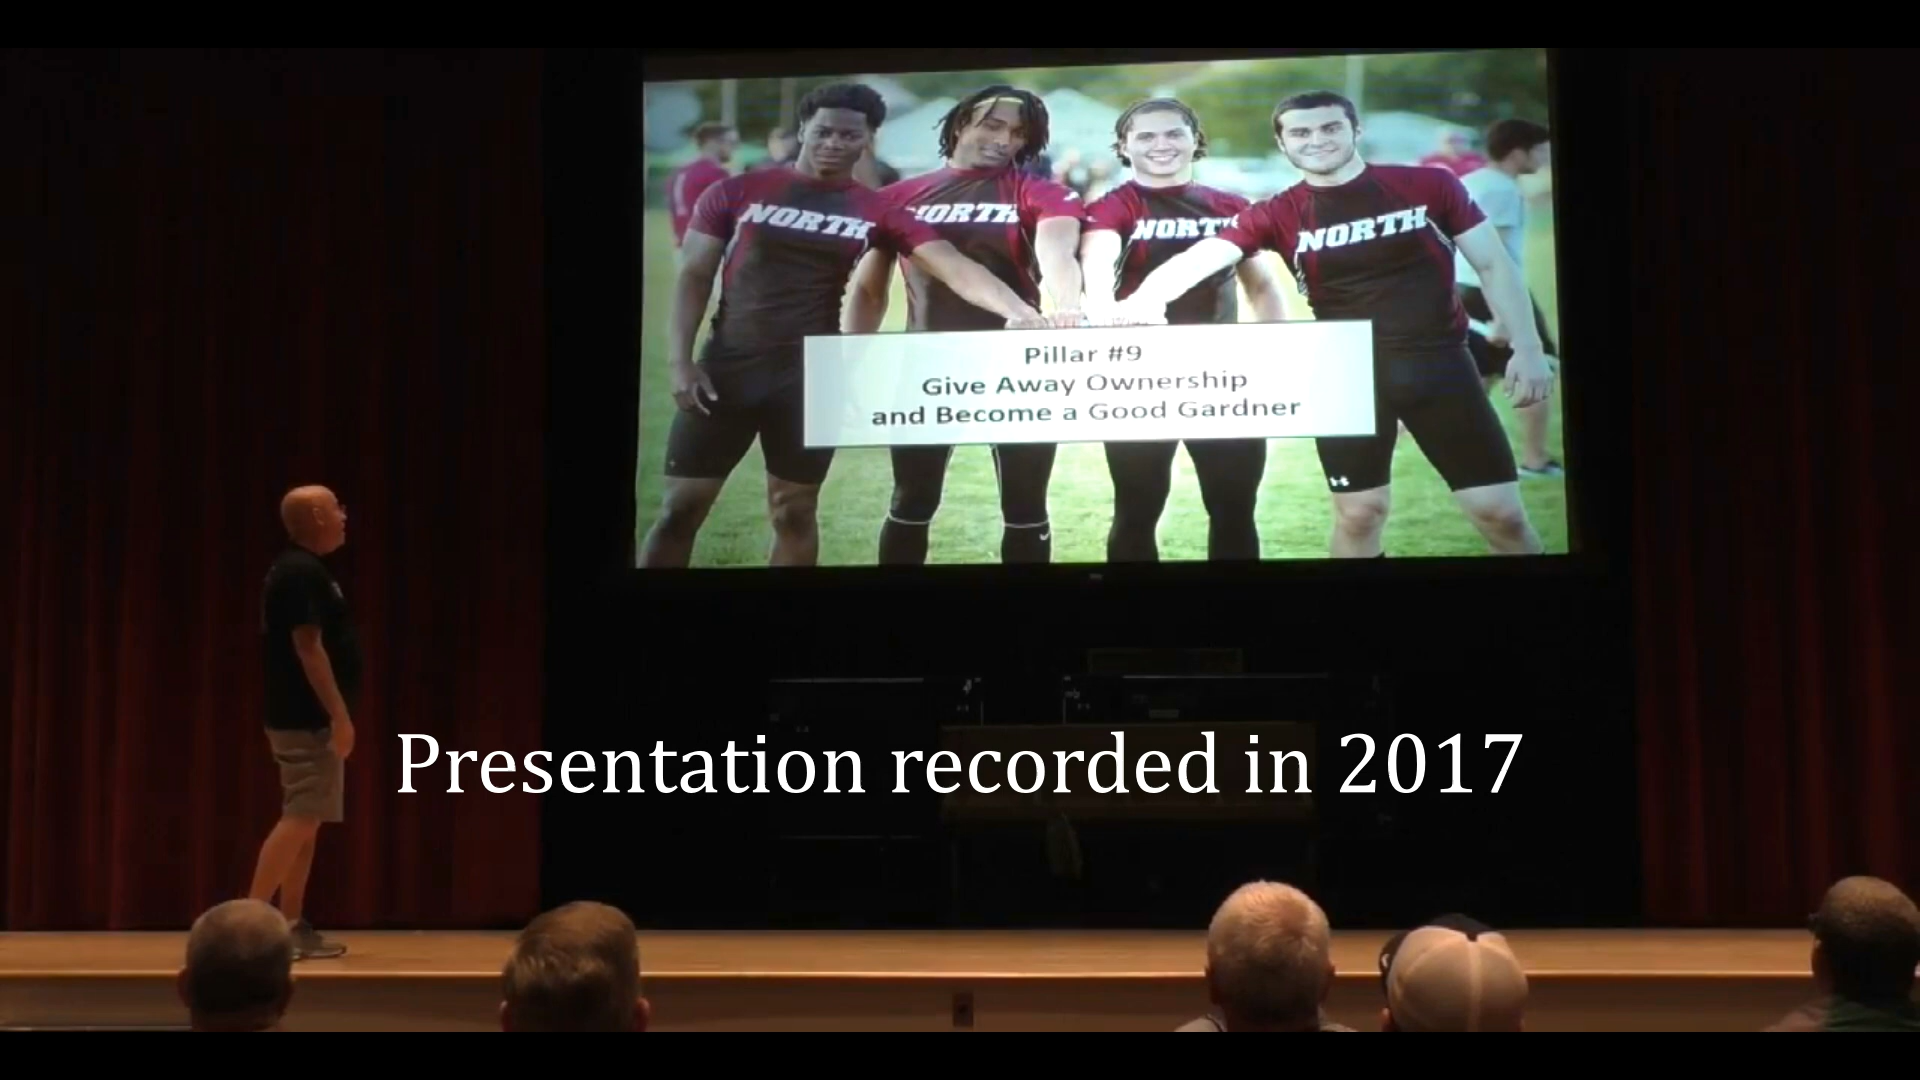 NORTH NORTH NORTH NORTH
Pillar #9
Give Away Ownership
and Become a Good Gardner
Presentation recorded in 2017